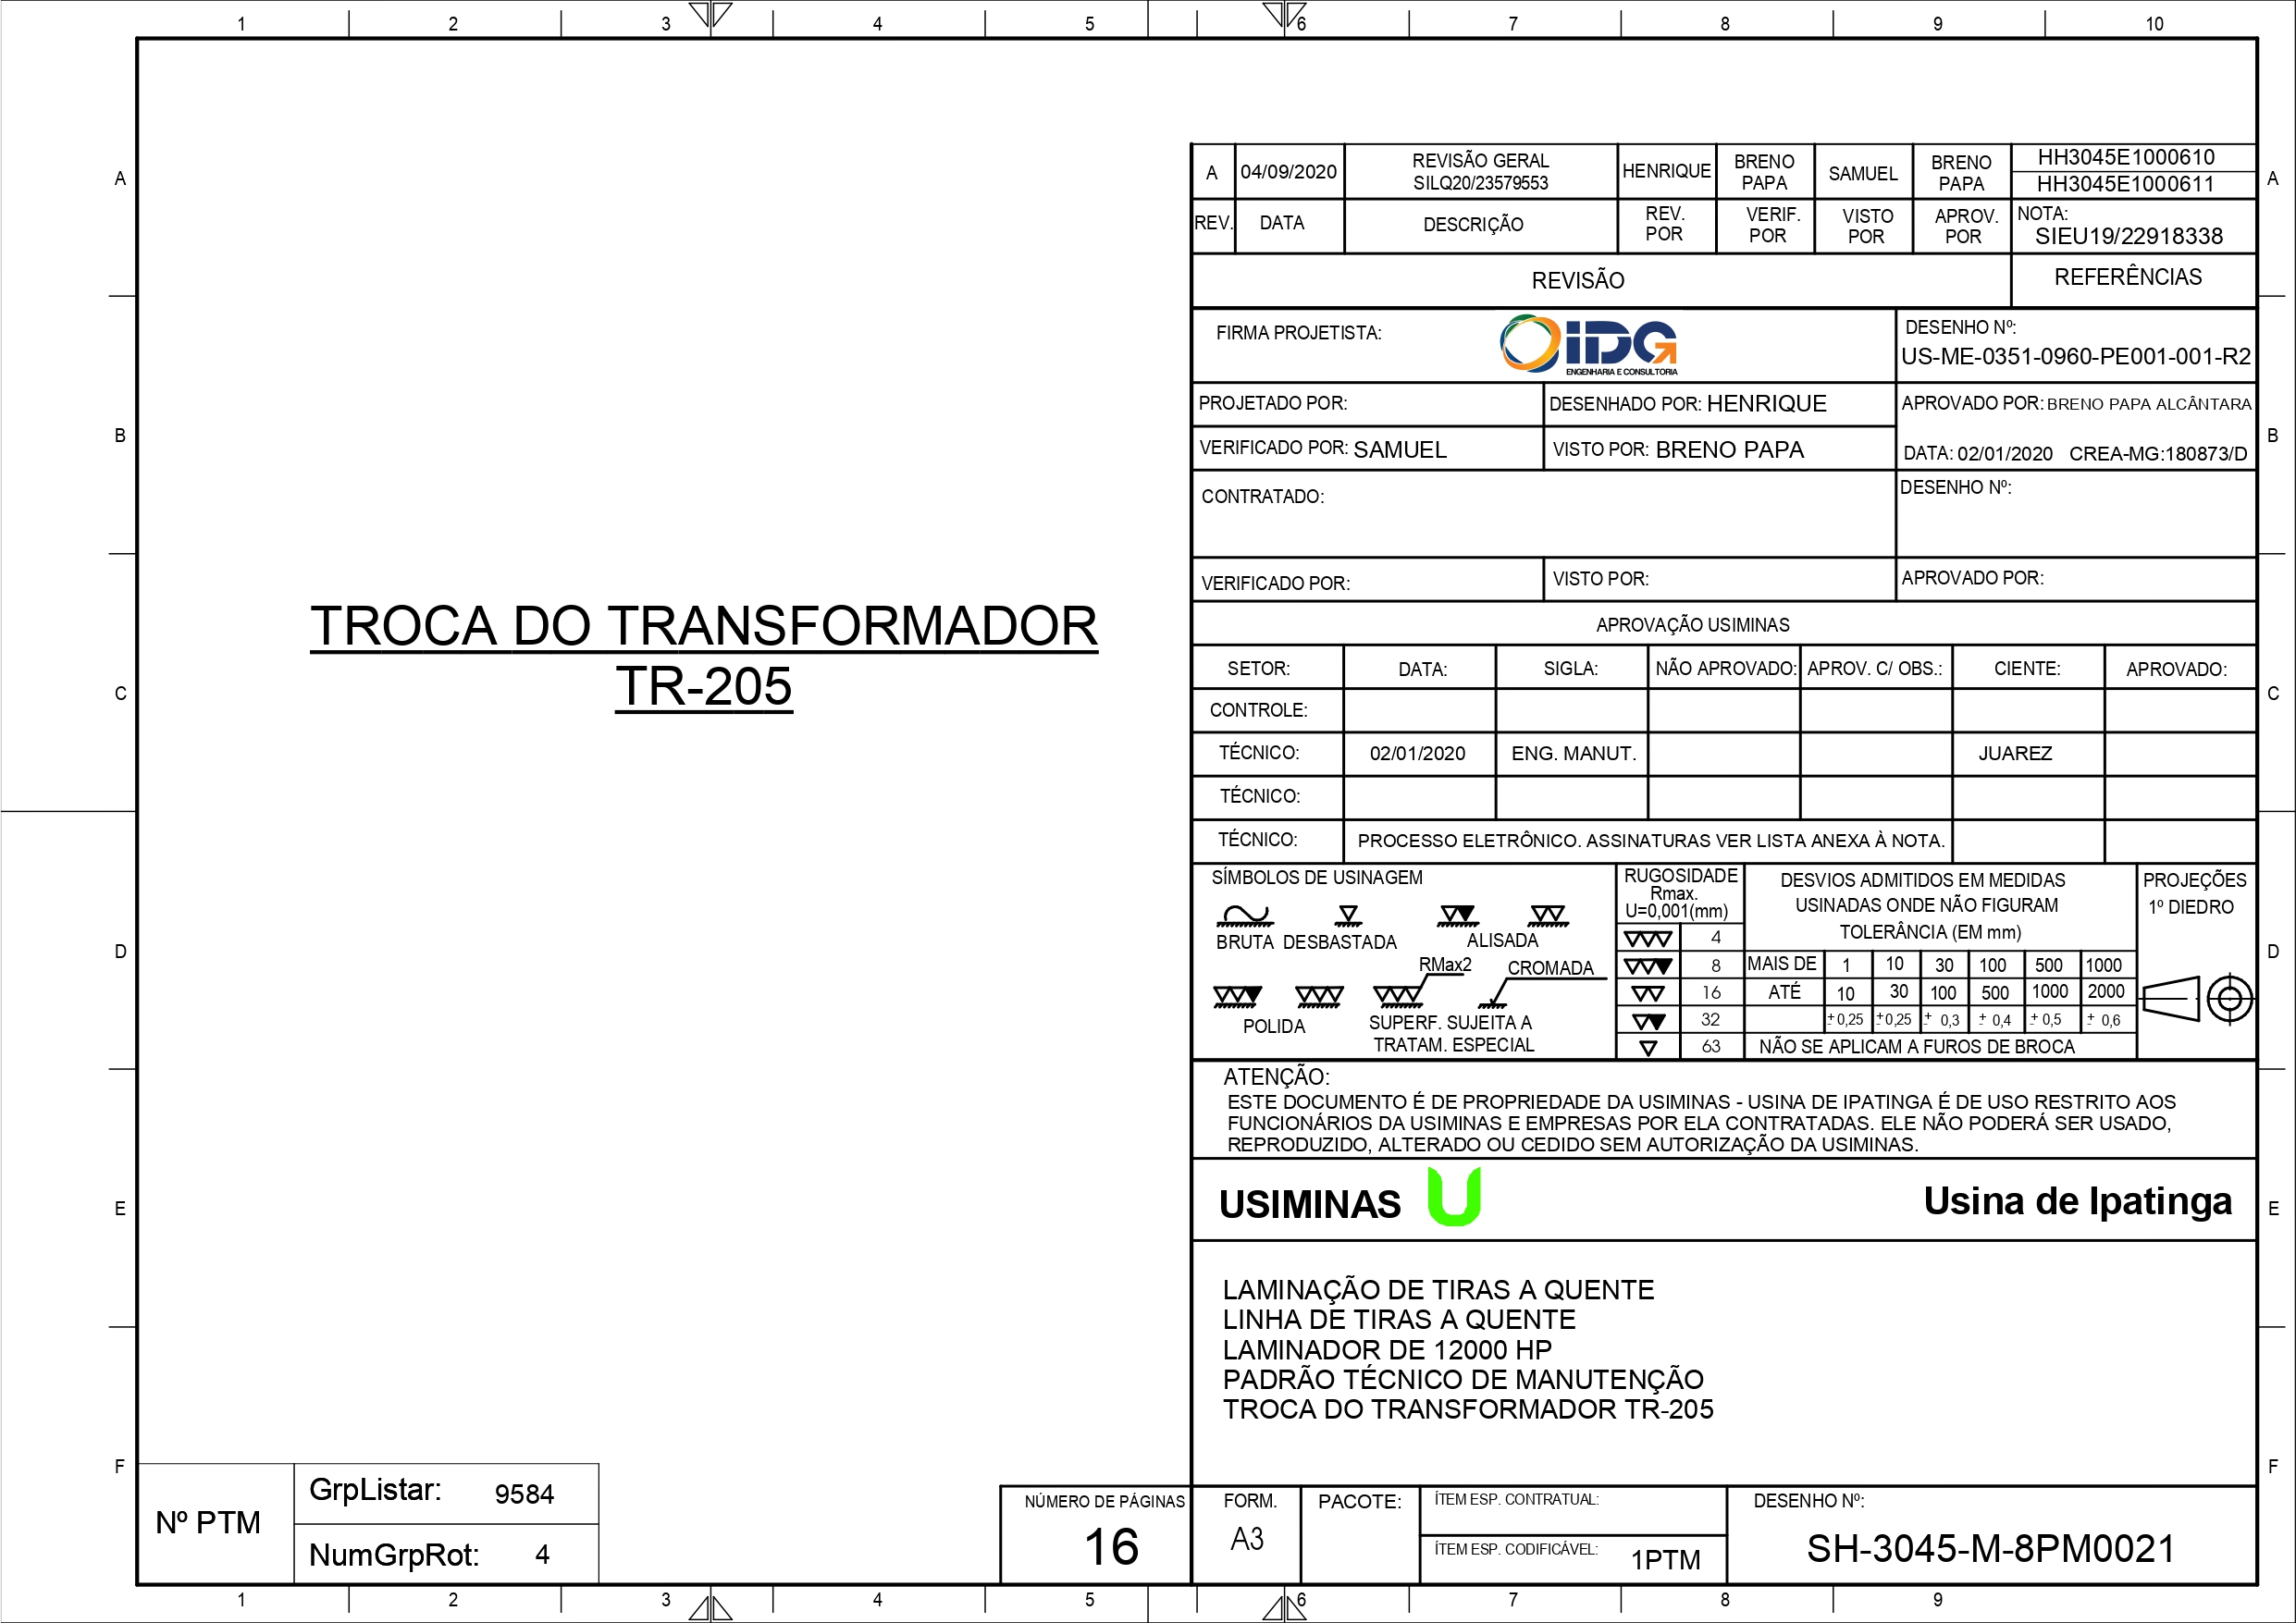 1 2 3 4 5 6 7 8 9 10
A
A 04/09/2020 REVISÃO GERAL SILQ20/23579553 HENRIQUE BRENO PAPA SAMUEL BRENO PAPA HH3045E1000610
HH3045E1000611
A
REV. DATA DESCRIÇÃO REV. POR VERIF. POR VISTO POR APROV. POR NOTA:
SIEU19/22918338
REVISÃO REFERÊNCIAS
FIRMA PROJETISTA: IDG
ENGENHARIA E CONSULTORIA
DESENHO Nº:
US-ME-0351-0960-PE001-001-R2
PROJETADO POR: DESENHADO POR: HENRIQUE APROVADO POR: BRENO PAPA ALCÂNTARA
B B
VERIFICADO POR: SAMUEL VISTO POR: BRENO PAPA DATA: 02/01/2020 CREA-MG:180873/D
CONTRATADO: DESENHO Nº:
VERIFICADO POR: VISTO POR: APROVADO POR:
TROCA DO TRANSFORMADOR
TR-205
APROVAÇÃO USIMINAS
SETOR: DATA: SIGLA: NÃO APROVADO: APROV. C/ OBS.: CIENTE: APROVADO:
C C
CONTROLE:
TÉCNICO: 02/01/2020 ENG. MANUT. JUAREZ
TÉCNICO:
TÉCNICO: PROCESSO ELETRÔNICO. ASSINATURAS VER LISTA ANEXA À NOTA.
SÍMBOLOS DE USINAGEM
BRUTA DESBASTADA ALISADA
RMax2 CROMADA
POLIDA SUPERF. SUJEITA A
TRATAM. ESPECIAL
RUGOSIDADE
Rmax.
U=0,001(mm)
4
8
16
32
63
DESVIOS ADMITIDOS EM MEDIDAS
USINADAS ONDE NÃO FIGURAM
TOLERÂNCIA (EM mm)
MAIS DE 1 10 30 100 500 1000
ATÉ 10 30 100 500 1000 2000
± 0,25 ± 0,25 ± 0,3 ± 0,4 ± 0,5 ± 0,6
NÃO SE APLICAM A FUROS DE BROCA
PROJEÇÕES
1º DIEDRO
D D
ATENÇÃO:
ESTE DOCUMENTO É DE PROPRIEDADE DA USIMINAS - USINA DE IPATINGA É DE USO RESTRITO AOS
FUNCIONÁRIOS DA USIMINAS E EMPRESAS POR ELA CONTRATADAS. ELE NÃO PODERÁ SER USADO,
REPRODUZIDO, ALTERADO OU CEDIDO SEM AUTORIZAÇÃO DA USIMINAS.
E E
USIMINAS Usina de Ipatinga
LAMINAÇÃO DE TIRAS A QUENTE
LINHA DE TIRAS A QUENTE
LAMINADOR DE 12000 HP
PADRÃO TÉCNICO DE MANUTENÇÃO
TROCA DO TRANSFORMADOR TR-205
F F
Nº PTM GrpListar: 9584
NumGrpRot: 4
NÚMERO DE PÁGINAS
16
FORM.
A3
PACOTE:
ÍTEM ESP. CONTRATUAL:
ÍTEM ESP. CODIFICÁVEL: 1PTM
DESENHO Nº:
SH-3045-M-8PM0021
1 2 3 4 5 6 7 8 9